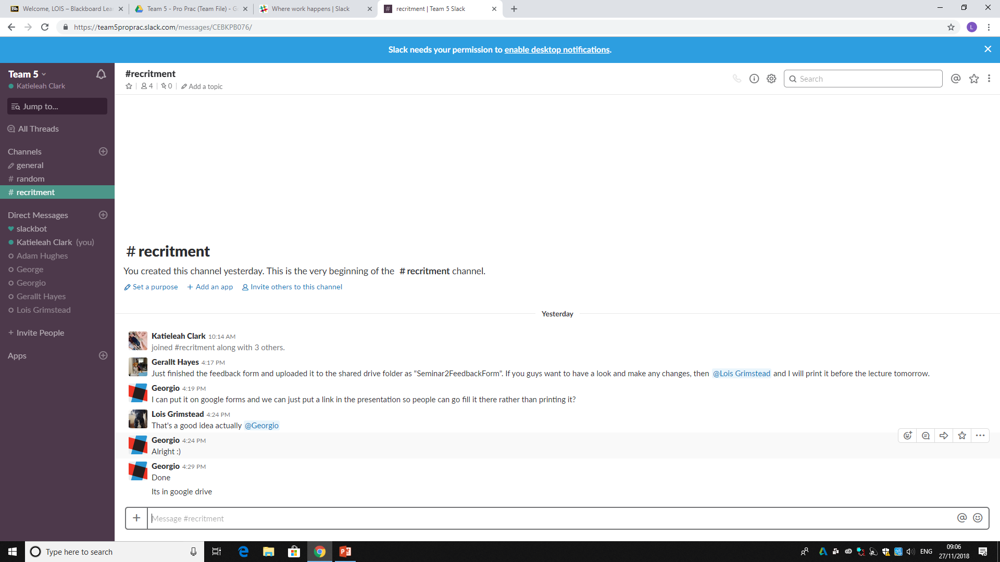 Welcome, LOIS – Blackboard Lea
Team 5 - Pro Prac (Team File) - G
Where work happens | Slack
recritment | Team 5 Slack
https://team5proprac.slack.com/messages/CEBKPB076/
L
Slack needs your permission to enable desktop notifications.
Team 5
Katieleah Clark
Jump to...
All Threads
Channels
general
# random
# recritment
Direct Messages
slackbot
Katieleah Clark (you)
Adam Hughes
George
Georgio
Gerallt Hayes
Lois Grimstead
+ Invite People
Apps
#recritment
4 | 0 | Add a topic
Search
# recritment
You created this channel yesterday. This is the very beginning of the # recritment channel.
Set a purpose + Add an app Invite others to this channel
Yesterday
Katieleah Clark 10:14 AM
joined #recritment along with 3 others.
Gerallt Hayes 4:17 PM
Just finished the feedback form and uploaded it to the shared drive folder as "Seminar2FeedbackForm". If you guys want to have a look and make any changes, then @Lois Grimstead and I will print it before the lecture tomorrow.
Georgio 4:19 PM
I can put it on google forms and we can just put a link in the presentation so people can go fill it there rather than printing it?
Lois Grimstead 4:24 PM
That's a good idea actually @Georgio
Georgio 4:24 PM
Alright :)
Georgio 4:29 PM
Done
Its in google drive
Message #recritment
Type here to search
ENG
09:06
27/11/2018